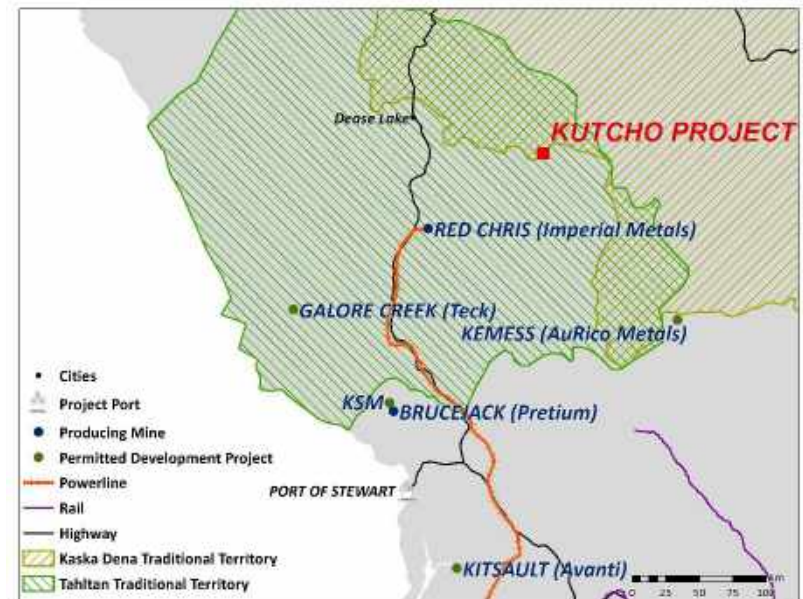 Dease Lake
KUTCHO PROJECT
RED CHRIS (Imperial Metals)
GALORE CREEK (Teck)
KEMESS (AuRico Metals)
KSM
BRUCEJACK (Pretium)
PORT OF STEWART
KITSAULT (Avanti)
Cities
Project Port
Producing Mine
Permitted Development Project
Powerline
Rail
Highway
Kaska Dena Traditional Territory
Tahltan Traditional Territory
km
0 25 50 75 100